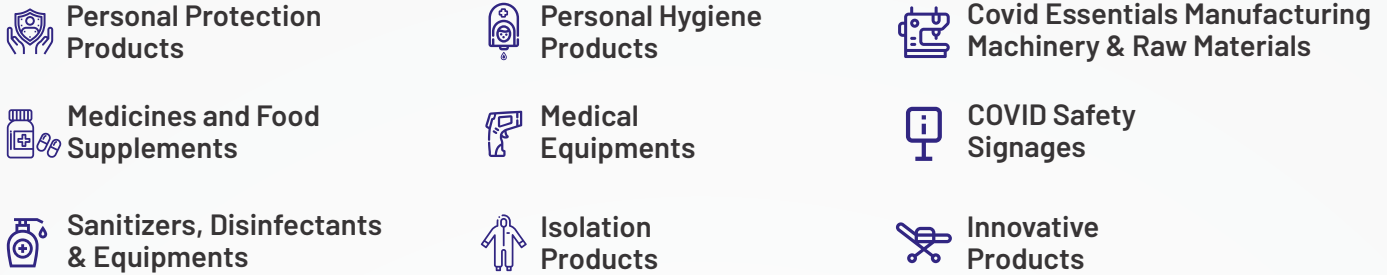 Personal Protection
Products
Personal Hygiene
Products
Covid Essentials Manufacturing
Machinery & Raw Materials
Medicines and Food
Supplements
Medical
Equipments
COVID Safety
Signages
Sanitizers, Disinfectants
& Equipments
Isolation
Products
Innovative
Products